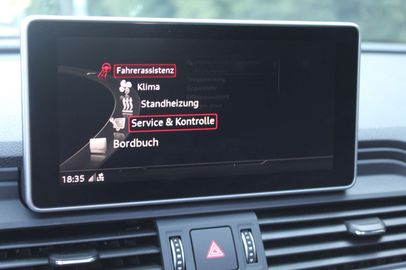 Fahrerassistenz
Klima
Standheizung
Service & Kontrolle
Bordbuch
18:35